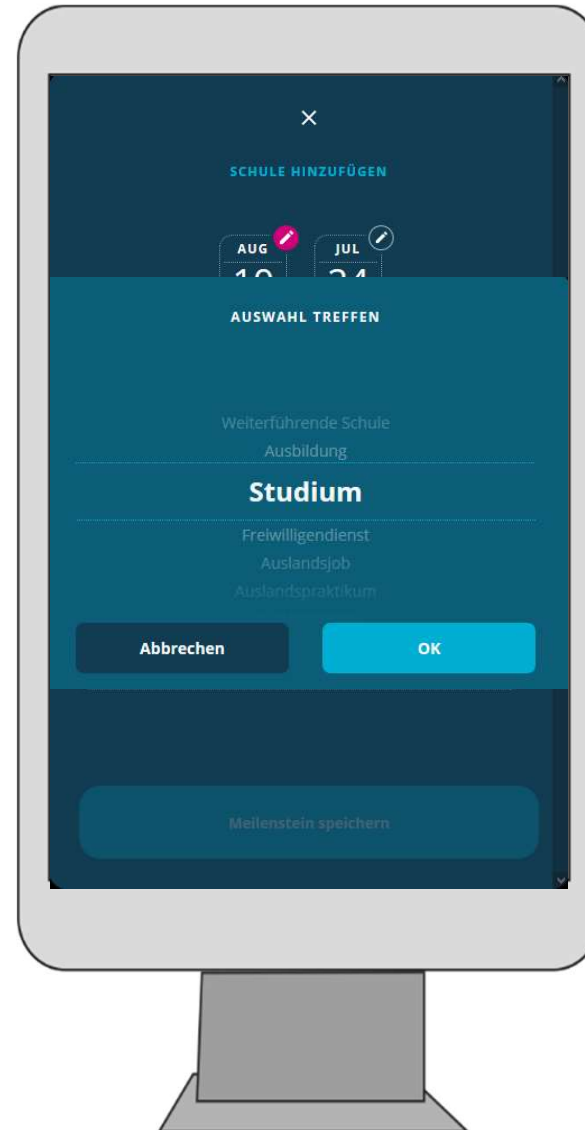 SCHULE HINZUFÜGEN
AUG JUL
AUSWAHL TREFFEN
Weiterführende Schule
Ausbildung
Studium
Freiwilligendienst
Auslandsjob
Auslandspraktikum
Abbrechen OK
Meilenstein speichern